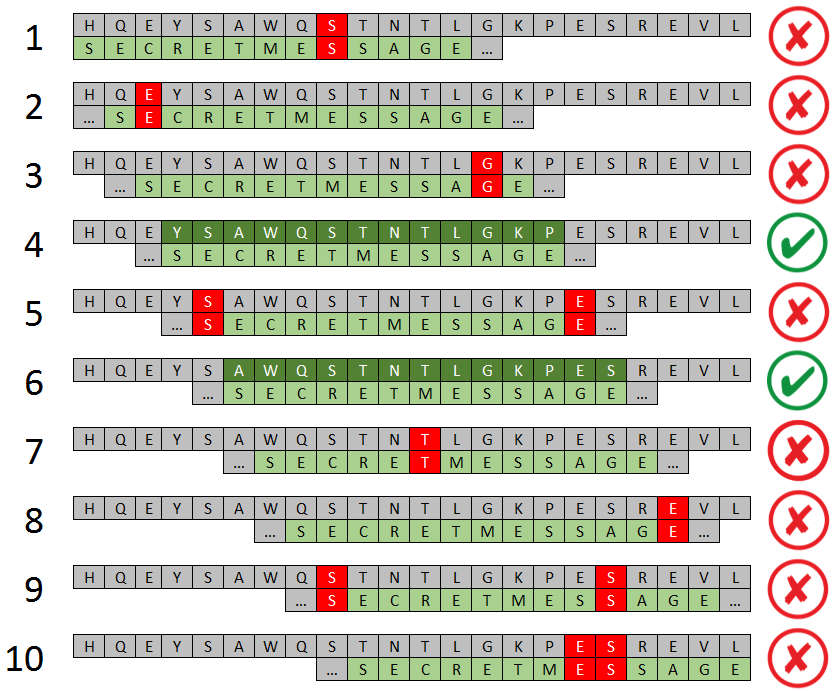 1 H Q E Y S A W Q S T N T L G K P E S R E V L
S E C R E T M E S S A G E ...
2 H Q E Y S A W Q S T N T L G K P E S R E V L
... S E C R E T M E S S A G E ...
3 H Q E Y S A W Q S T N T L G K P E S R E V L
... S E C R E T M E S S A G E ...
4 H Q E Y S A W Q S T N T L G K P E S R E V L
... S E C R E T M E S S A G E ...
5 H Q E Y S A W Q S T N T L G K P E S R E V L
... S E C R E T M E S S A G E ...
6 H Q E Y S A W Q S T N T L G K P E S R E V L
... S E C R E T M E S S A G E ...
7 H Q E Y S A W Q S T N T L G K P E S R E V L
... S E C R E T M E S S A G E ...
8 H Q E Y S A W Q S T N T L G K P E S R E V L
... S E C R E T M E S S A G E ...
9 H Q E Y S A W Q S T N T L G K P E S R E V L
... S E C R E T M E S S A G E ...
10 H Q E Y S A W Q S T N T L G K P E S R E V L
... S E C R E T M E S S A G E